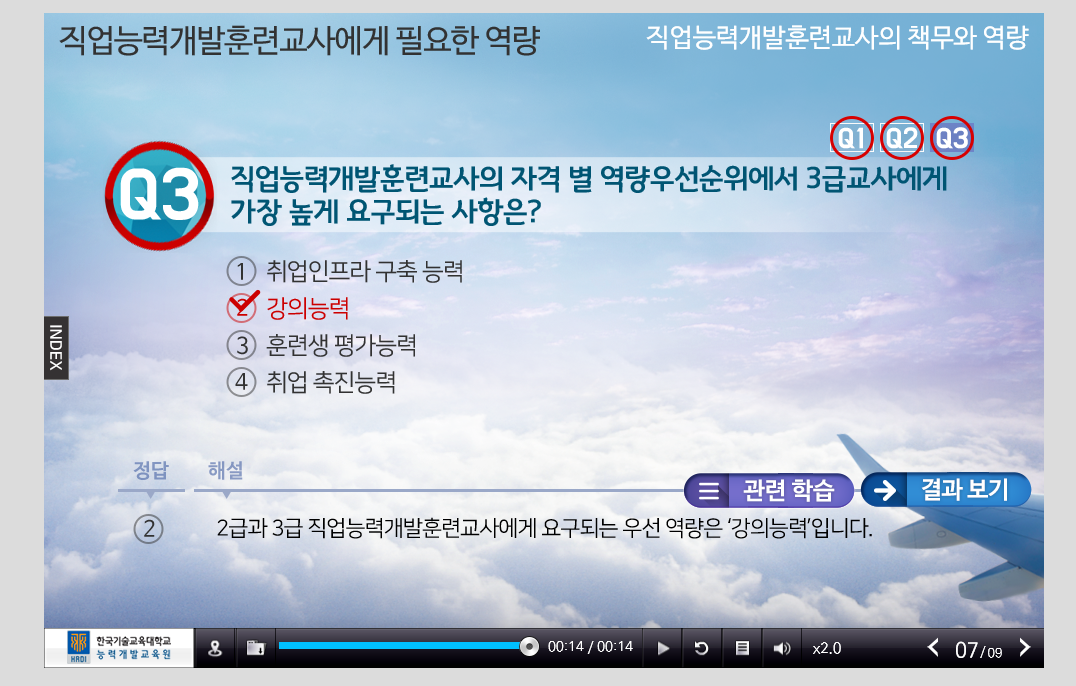 직업능력개발훈련교사에게 필요한 역량
직업능력개발훈련교사의 책무와 역량
Q1 Q2 Q3
Q3
직업능력개발훈련교사의 자격 별 역량우선순위에서 3급교사에게
가장 높게 요구되는 사항은?
① 취업인프라 구축 능력
② 강의능력
③ 훈련생 평가능력
④ 취업 촉진능력
INDEX
정답 해설
관련 학습 결과 보기
② 2급과 3급 직업능력개발훈련교사에게 요구되는 우선 역량은 '강의능력'입니다.
HRDI
한국기술교육대학교
능력개발교육원
00:14 / 00:14
x2.0
07/09